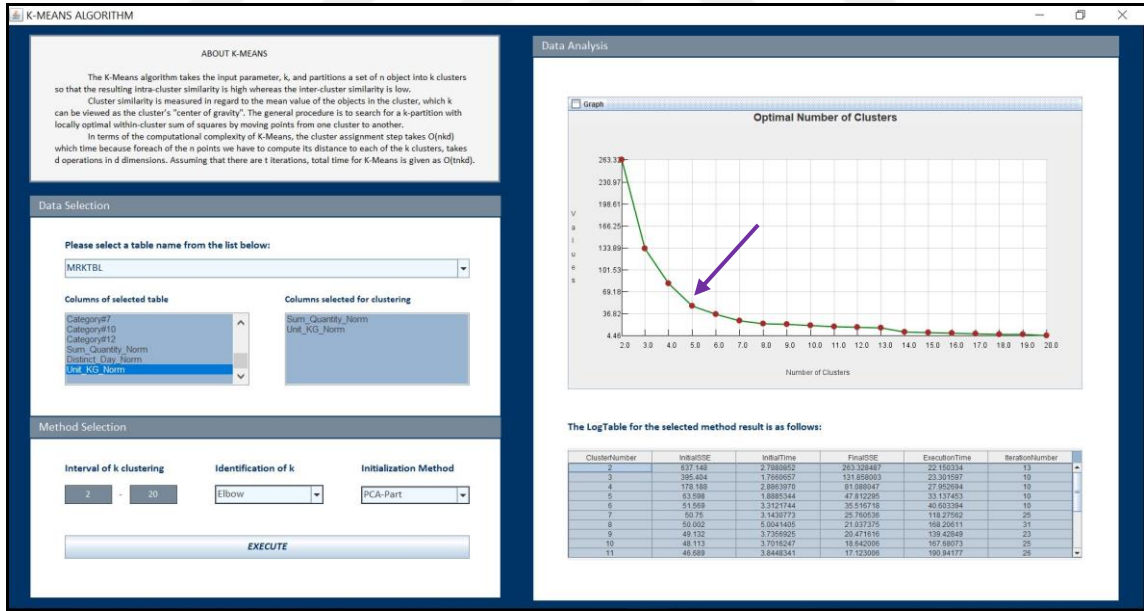 K-MEANS ALGORITHM
ABOUT K-MEANS
The K-Means algorithm takes the input parameter, k, and partitions a set of n object into k clusters
so that the resulting intra-cluster similarity is high whereas the inter-cluster similarity is low.
Cluster similarity is measured in regard to the mean value of the objects in the cluster, which k
can be viewed as the cluster's "center of gravity". The general procedure is to search for a k-partition with
locally optimal within-cluster sum of squares by moving points from one cluster to another.
In terms of the computational complexity of K-Means, the cluster assignment step takes O(nkd)
which time because foreach of the n points we have to compute its distance to each of the k clusters, takes
d operations in d dimensions. Assuming that there are t iterations, total time for K-Means is given as O(tnkd).
Data Selection
Please select a table name from the list below:
MRKTBL
Columns of selected table Columns selected for clustering
Category#7
Category#10
Category#12
Sum_Quantity_Norm
Distinct_Day_Norm
Unit_KG_Norm
Sum_Quantity_Norm
Unit_KG_Norm
Method Selection
Interval of k clustering Identification of k Initialization Method
2 - 20 Elbow PCA-Part
EXECUTE
Data Analysis
Graph
Optimal Number of Clusters
Values
263.33
230.97
198.61
166.25
133.89
101.53
69.18
36.82
4.46
2.0 3.0 4.0 5.0 6.0 7.0 8.0 9.0 10.0 11.0 12.0 13.0 14.0 15.0 16.0 17.0 18.0 19.0 20.0
Number of Clusters
The LogTable for the selected method result is as follows:
ClusterNumber InitialSSE InitialTime FinalSSE ExecutionTime IterationNumber
2 637.148 2.7880852 263.328487 22.150334 13
3 395.404 1.7660657 131.858003 23.301597 10
4 178.188 2.8863970 81.088047 27.952694 10
5 63.598 1.8885344 47.812295 33.137453 10
6 51.569 3.3121744 35.516718 40.603394 10
7 50.75 3.1430773 25.760536 118.27562 25
8 50.002 5.0041405 21.037375 168.20611 31
9 49.132 3.7356925 20.471616 139.42849 23
10 48.113 3.7016247 18.642006 167.68073 25
11 46.689 3.8448341 17.123006 190.94177 26